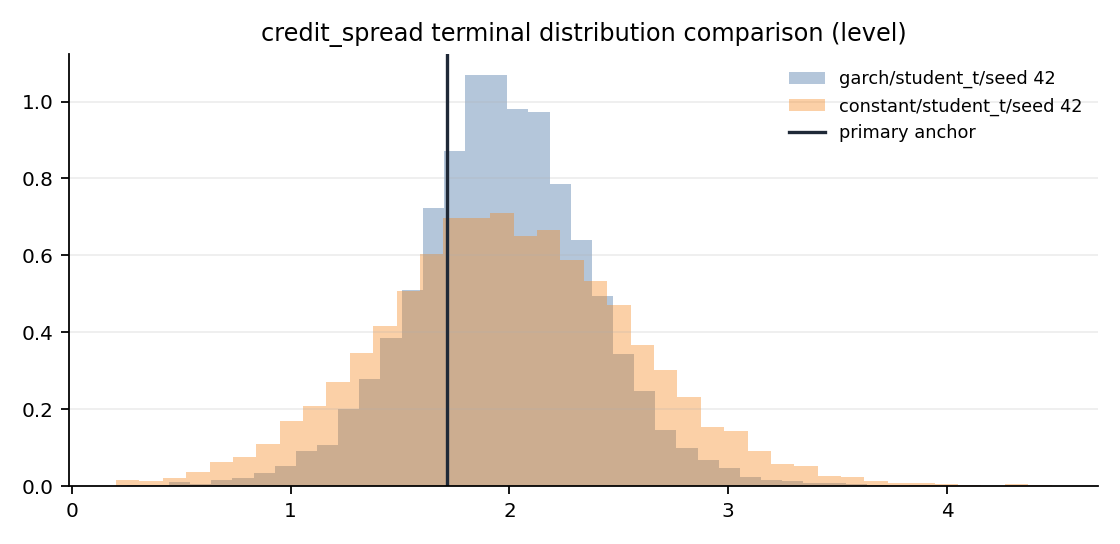 credit_spread terminal distribution comparison (level)
garch/student_t/seed 42
constant/student_t/seed 42
primary anchor
1.0
0.8
0.6
0.4
0.2
0.0
0 1 2 3 4